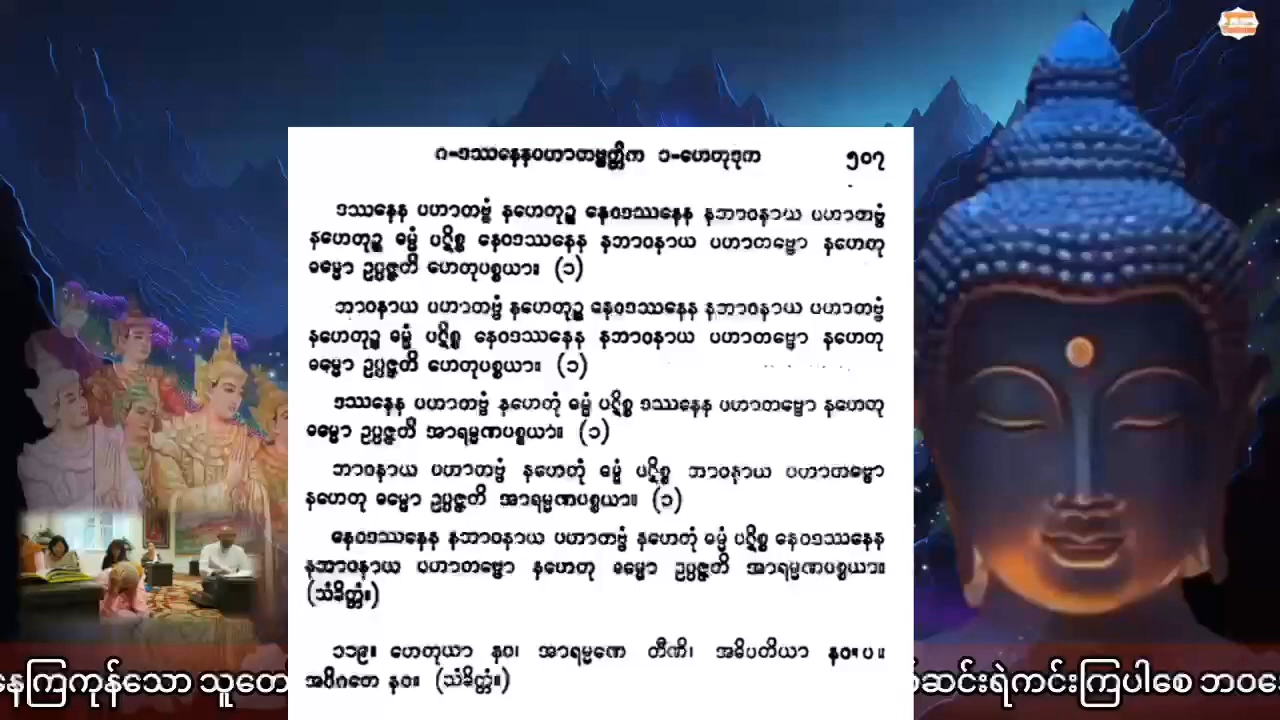 ဂ-ဒဿနေနပဟာတဗ္ဗတ္တိက ၁-ဟေတုဒုက ၅၀၇
ဒဿနေန ပဟာတဗ္ဗံ နဟေတုဉ္စ နေဝဒဿနေန နဘာဝနာယ ပဟာတဗ္ဗံ
နဟေတုဉ္စ ဓမ္မံ ပဋိစ္စ နေဝဒဿနေန နဘာဝနာယ ပဟာတဗ္ဗော နဟေတု
ဓမ္မော ဥပ္ပဇ္ဇတိ ဟေတုပစ္စယာ။ (၁)
ဘာဝနာယ ပဟာတဗ္ဗံ နဟေတုဉ္စ နေဝဒဿနေန နဘာဝနာယ ပဟာတဗ္ဗံ
နဟေတုဉ္စ ဓမ္မံ ပဋိစ္စ နေဝဒဿနေန နဘာဝနာယ ပဟာတဗ္ဗော နဟေတု
ဓမ္မော ဥပ္ပဇ္ဇတိ ဟေတုပစ္စယာ။ (၁)
ဒဿနေန ပဟာတဗ္ဗံ နဟေတုံ ဓမ္မံ ပဋိစ္စ ဒဿနေန ပဟာတဗ္ဗော နဟေတု
ဓမ္မော ဥပ္ပဇ္ဇတိ အာရမ္မဏပစ္စယာ။ (၁)
ဘာဝနာယ ပဟာတဗ္ဗံ နဟေတုံ ဓမ္မံ ပဋိစ္စ ဘာဝနာယ ပဟာတဗ္ဗော
နဟေတု ဓမ္မော ဥပ္ပဇ္ဇတိ အာရမ္မဏပစ္စယာ။ (၁)
နေဝဒဿနေန နဘာဝနာယ ပဟာတဗ္ဗံ နဟေတုံ ဓမ္မံ ပဋိစ္စ နေဝဒဿနေန
နဘာဝနာယ ပဟာတဗ္ဗော နဟေတု ဓမ္မော ဥပ္ပဇ္ဇတိ အာရမ္မဏပစ္စယာ။
(သံခိတ္တံ။)
၁၁၉။ ဟေတုယာ နဝ၊ အာရမ္မဏေ တီဏိ၊ အဓိပတိယာ နဝ။ပ။
အဝိဂတေ နဝ။ (သံခိတ္တံ။)
နေကြကုန်သော သူတေ
ဆင်းရဲကင်းကြပါစေ ဘဝ